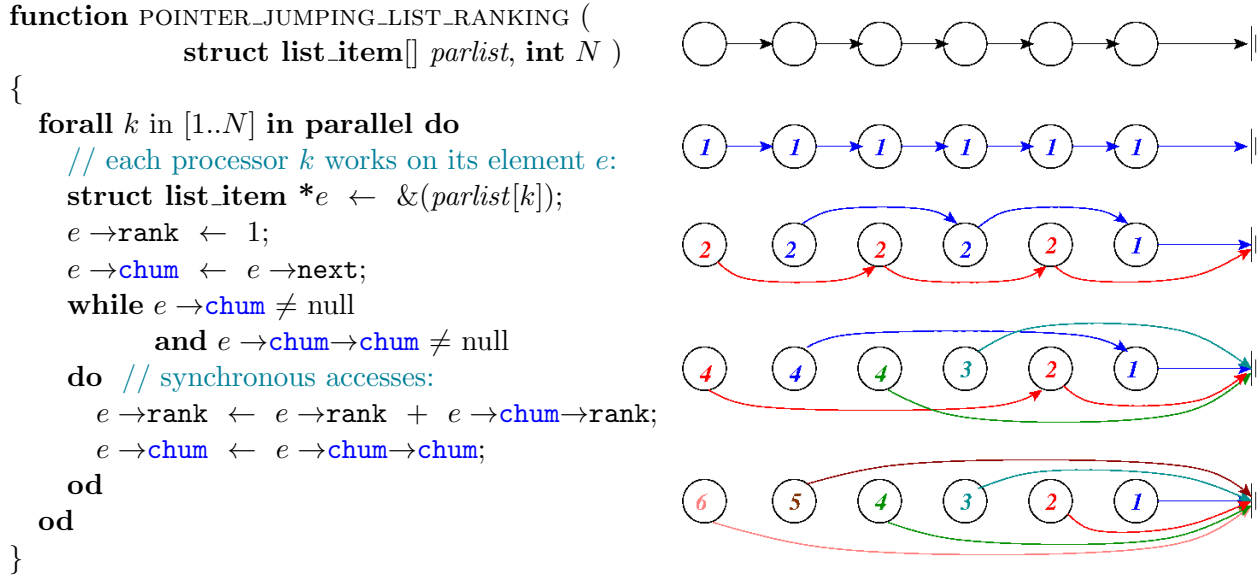 function POINTER_JUMPING_LIST_RANKING (
struct list_item[] parlist, int N )
{
forall k in [1..N] in parallel do
// each processor k works on its element e:
struct list_item *e ← &(parlist[k]);
e →rank ← 1;
e →chum ← e →next;
while e →chum ≠ null
and e →chum→chum ≠ null
do // synchronous accesses:
e →rank ← e →rank + e →chum→rank;
e →chum ← e →chum→chum;
od
od
}
1 1 1 1 1 1
2 2 2 2 2 1
4 4 4 3 2 1
6 5 4 3 2 1